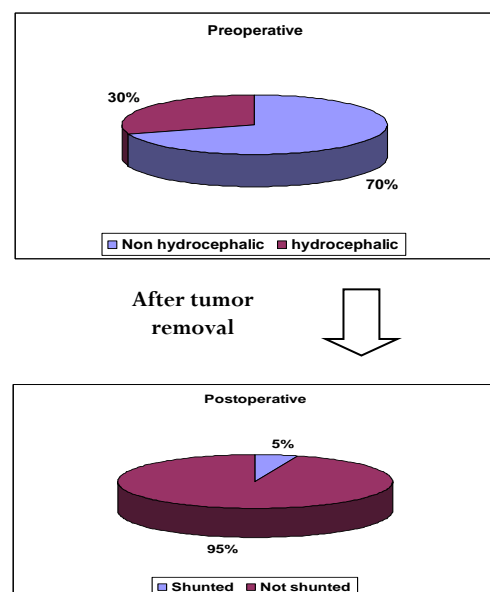 Preoperative
30%
70%
Non hydrocephalic hydrocephalic
After tumor
removal
Postoperative
5%
95%
Shunted Not shunted